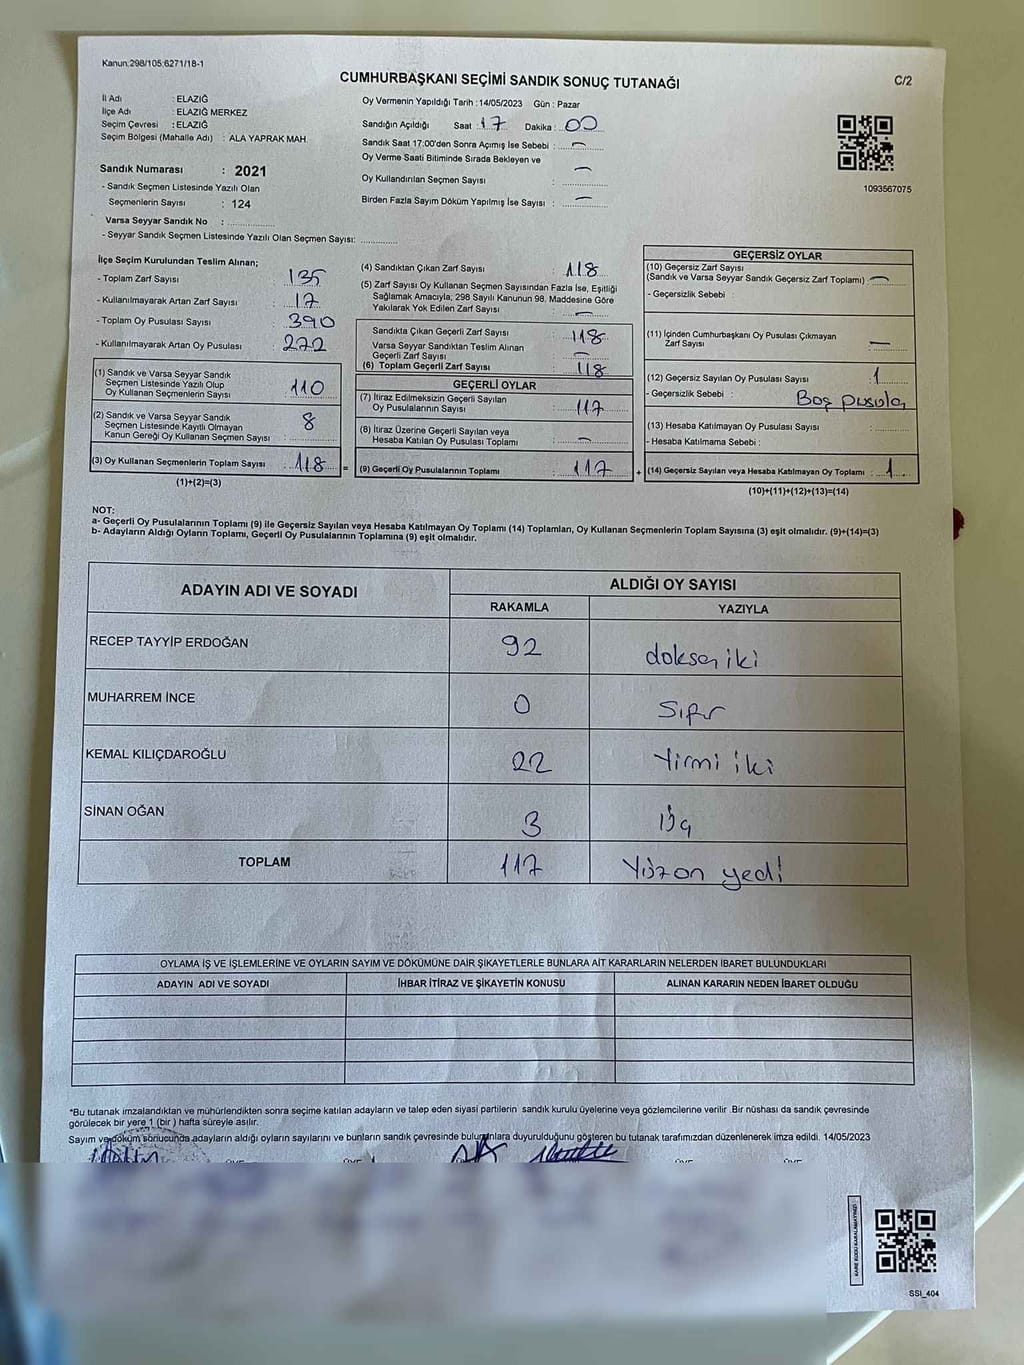 Kanun:298/105:6271/18-1
CUMHURBAŞKANI SEÇİMİ SANDIK SONUÇ TUTANAĞI
C/2
İl Adı : ELAZIĞ
İlçe Adı : ELAZIĞ MERKEZ
Seçim Çevresi : ELAZIĞ
Seçim Bölgesi (Mahalle Adı) : ALA YAPRAK MAH.
Sandık Numarası : 2021
- Sandık Seçmen Listesinde Yazılı Olan
Seçmenlerin Sayısı : 124
Varsa Seyyar Sandık No :
- Seyyar Sandık Seçmen Listesinde Yazılı Olan Seçmen Sayısı:
Oy Vermenin Yapıldığı Tarih : 14/05/2023 Gün : Pazar
Sandığın Açıldığı Saat : 17 Dakika : 00
Sandık Saat 17:00'den Sonra Açımış İse Sebebi : —
Oy Verme Saati Bitiminde Sırada Bekleyen ve
Oy Kullandırılan Seçmen Sayısı : —
Birden Fazla Sayım Döküm Yapılmış İse Sayısı : —
1093567075
İlçe Seçim Kurulundan Teslim Alınan;
- Toplam Zarf Sayısı : 135
- Kullanılmayarak Artan Zarf Sayısı : 17
- Toplam Oy Pusulası Sayısı : 390
- Kullanılmayarak Artan Oy Pusulası : 272
(1) Sandık ve Varsa Seyyar Sandık
Seçmen Listesinde Yazılı Olup
Oy Kullanan Seçmenlerin Sayısı : 110
(2) Sandık ve Varsa Seyyar Sandık
Seçmen Listesinde Kayıtlı Olmayan
Kanun Gereği Oy Kullanan Seçmen Sayısı : 8
(3) Oy Kullanan Seçmenlerin Toplam Sayısı : 118
(1)+(2)=(3)
(4) Sandıktan Çıkan Zarf Sayısı : 118
(5) Zarf Sayısı Oy Kullanan Seçmen Sayısından Fazla İse, Eşitliği
Sağlamak Amacıyla, 298 Sayılı Kanunun 98. Maddesine Göre
Yakılarak Yok Edilen Zarf Sayısı : —
Sandıkta Çıkan Geçerli Zarf Sayısı : 118
Varsa Seyyar Sandıktan Teslim Alınan
Geçerli Zarf Sayısı : —
(6) Toplam Geçerli Zarf Sayısı : 118
GEÇERLİ OYLAR
(7) İtiraz Edilmeksizin Geçerli Sayılan
Oy Pusulalarının Sayısı : 117
(8) İtiraz Üzerine Geçerli Sayılan veya
Hesaba Katılan Oy Pusulası Toplamı : —
= (9) Geçerli Oy Pusulalarının Toplamı : 117
GEÇERSİZ OYLAR
(10) Geçersiz Zarf Sayısı
(Sandık ve Varsa Seyyar Sandık Geçersiz Zarf Toplamı) : —
- Geçersizlik Sebebi :
(11) İçinden Cumhurbaşkanı Oy Pusulası Çıkmayan
Zarf Sayısı : —
(12) Geçersiz Sayılan Oy Pusulası Sayısı : 1
- Geçersizlik Sebebi : Boş pusula
(13) Hesaba Katılmayan Oy Pusulası Sayısı :
- Hesaba Katılmama Sebebi :
+ (14) Geçersiz Sayılan veya Hesaba Katılmayan Oy Toplamı : 1
(10)+(11)+(12)+(13)=(14)
NOT:
a- Geçerli Oy Pusulalarının Toplamı (9) ile Geçersiz Sayılan veya Hesaba Katılmayan Oy Toplamı (14) Toplamları, Oy Kullanan Seçmenlerin Toplam Sayısına (3) eşit olmalıdır. (9)+(14)=(3)
b- Adayların Aldığı Oyların Toplamı, Geçerli Oy Pusulalarının Toplamına (9) eşit olmalıdır.
ADAYIN ADI VE SOYADI ALDIĞI OY SAYISI
RAKAMLA YAZIYLA
RECEP TAYYİP ERDOĞAN 92 doksan iki
MUHARREM İNCE 0 Sıfır
KEMAL KILIÇDAROĞLU 22 Yirmi iki
SİNAN OĞAN 3 üç
TOPLAM 117 Yüzon yedi
OYLAMA İŞ VE İŞLEMLERİNE VE OYLARIN SAYIM VE DÖKÜMÜNE DAİR ŞİKAYETLERLE BUNLARA AİT KARARLARIN NELERDEN İBARET BULUNDUKLARI
ADAYIN ADI VE SOYADI İHBAR İTİRAZ VE ŞİKAYETİN KONUSU ALINAN KARARIN NEDEN İBARET OLDUĞU
*Bu tutanak imzalandıktan ve mühürlendikten sonra seçime katılan adayların ve talep eden siyasi partilerin sandık kurulu üyelerine veya gözlemcilerine verilir .Bir nüshası da sandık çevresinde
görülecek bir yere 1 (bir ) hafta süreyle asılır.
Sayım ve döküm sonucunda adayların aldığı oyların sayılarını ve bunların sandık çevresinde bulunanlara duyurulduğunu gösteren bu tutanak tarafımızdan düzenlenerek imza edildi. 14/05/2023
KARE KODU KARALAMAYINIZ!
SSI_404